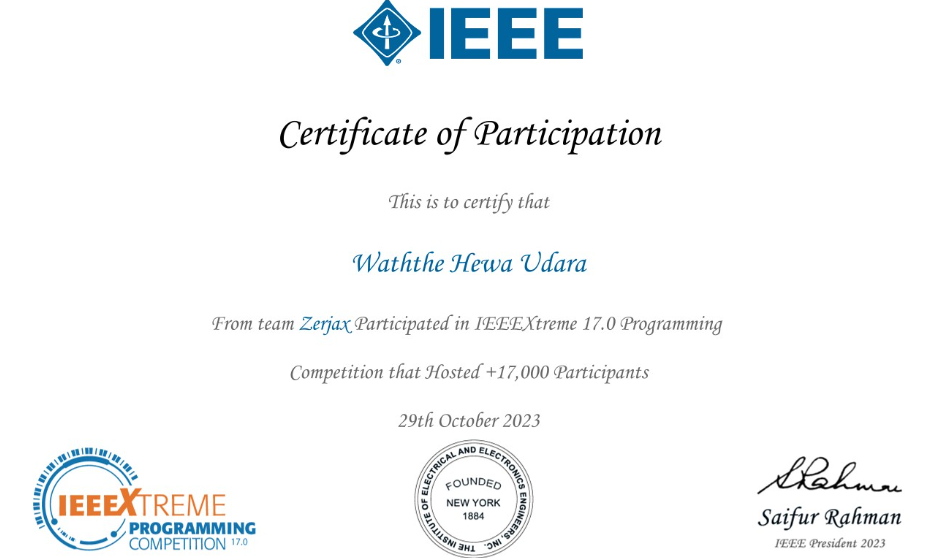 IEEE
®
Certificate of Participation
This is to certify that
Waththe Hewa Udara
From team Zerjax Participated in IEEEXtreme 17.0 Programming
Competition that Hosted +17,000 Participants
29th October 2023
IEEEXTREME
PROGRAMMING
COMPETITION 17.0
THE INSTITUTE OF ELECTRICAL AND ELECTRONICS ENGINEERS, INC.
FOUNDED
NEW YORK
1884
SRahman
Saifur Rahman
IEEE President 2023